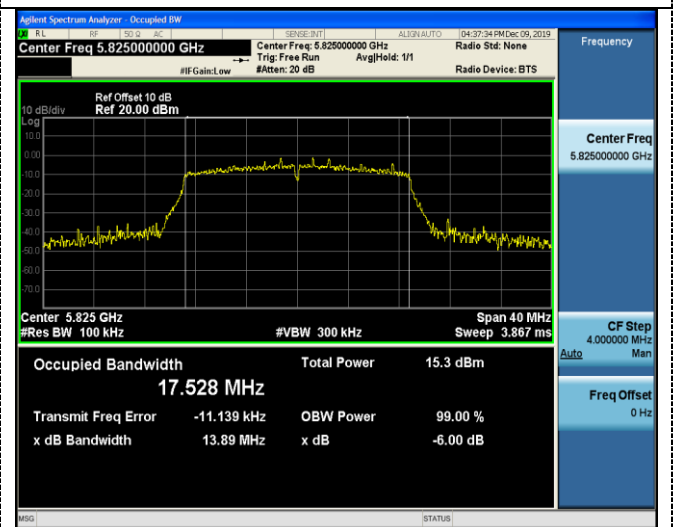 Agilent Spectrum Analyzer - Occupied BW
RL RF 50 Ω AC SENSE:INT ALIGNAUTO 04:37:34 PM Dec 09, 2019
Center Freq 5.825000000 GHz Center Freq: 5.825000000 GHz Radio Std: None
Trig: Free Run Avg|Hold: 1/1
#IFGain:Low #Atten: 20 dB Radio Device: BTS
Frequency
Ref Offset 10 dB
10 dB/div Ref 20.00 dBm
Log
10.0
0.00
-10.0
-20.0
-30.0
-40.0
-50.0
-60.0
-70.0
Center 5.825 GHz Span 40 MHz
#Res BW 100 kHz #VBW 300 kHz Sweep 3.867 ms
Occupied Bandwidth Total Power 15.3 dBm
17.528 MHz
Transmit Freq Error -11.139 kHz OBW Power 99.00 %
x dB Bandwidth 13.89 MHz x dB -6.00 dB
Center Freq
5.825000000 GHz
CF Step
4.000000 MHz
Auto Man
Freq Offset
0 Hz
MSG STATUS